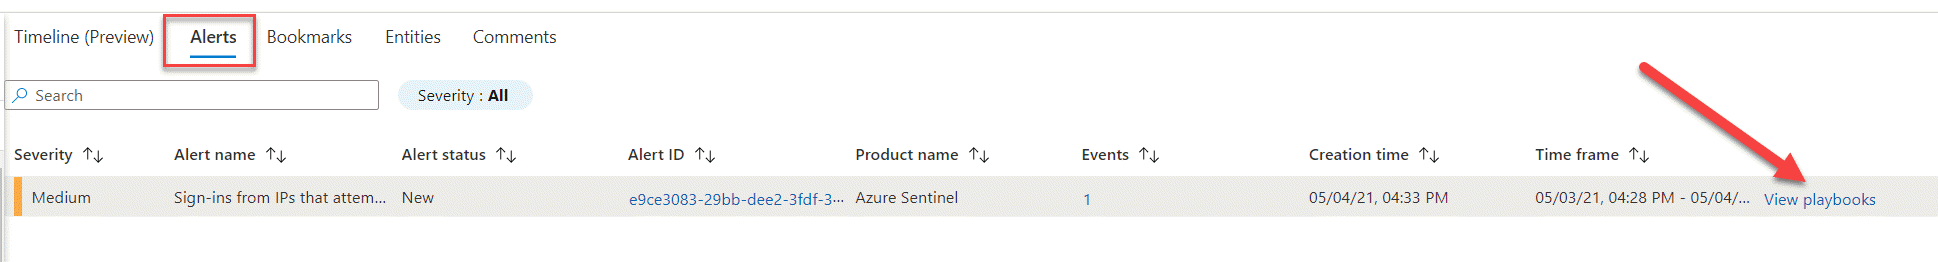 Timeline (Preview) Alerts Bookmarks Entities Comments
Search Severity : All
Severity Alert name Alert status Alert ID Product name Events Creation time Time frame
Medium Sign-ins from IPs that attem... New e9ce3083-29bb-dee2-3fdf-3... Azure Sentinel 1 05/04/21, 04:33 PM 05/03/21, 04:28 PM - 05/04/... View playbooks